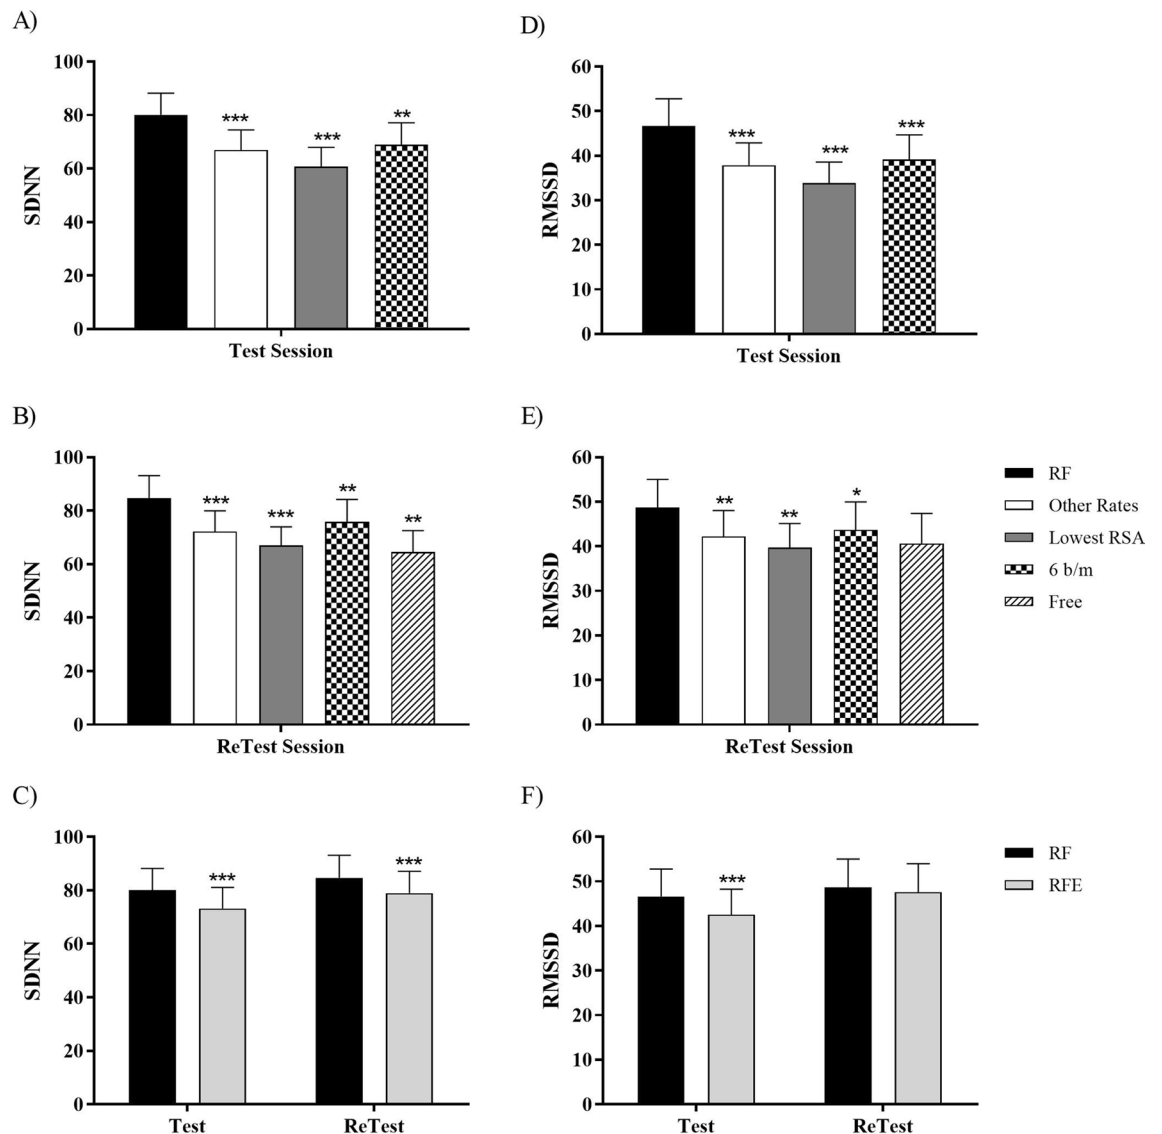 A)
SDNN
100
80
60
40
20
0
***
***
**
Test Session
D)
RMSSD
60
50
40
30
20
10
0
***
***
***
Test Session
B)
SDNN
100
80
60
40
20
0
***
***
**
**
ReTest Session
E)
RMSSD
60
50
40
30
20
10
0
**
**
*
ReTest Session
RF
Other Rates
Lowest RSA
6 b/m
Free
C)
SDNN
100
80
60
40
20
0
***
***
Test
ReTest
F)
RMSSD
60
50
40
30
20
10
0
***
Test
ReTest
RF
RFE